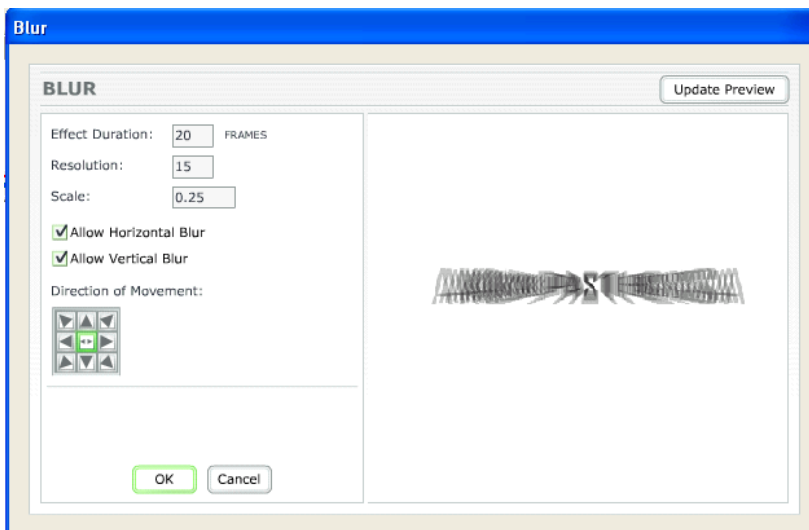 Blur
BLUR
Update Preview
Effect Duration: 20 FRAMES
Resolution: 15
Scale: 0.25
Allow Horizontal Blur
Allow Vertical Blur
Direction of Movement:
OK Cancel